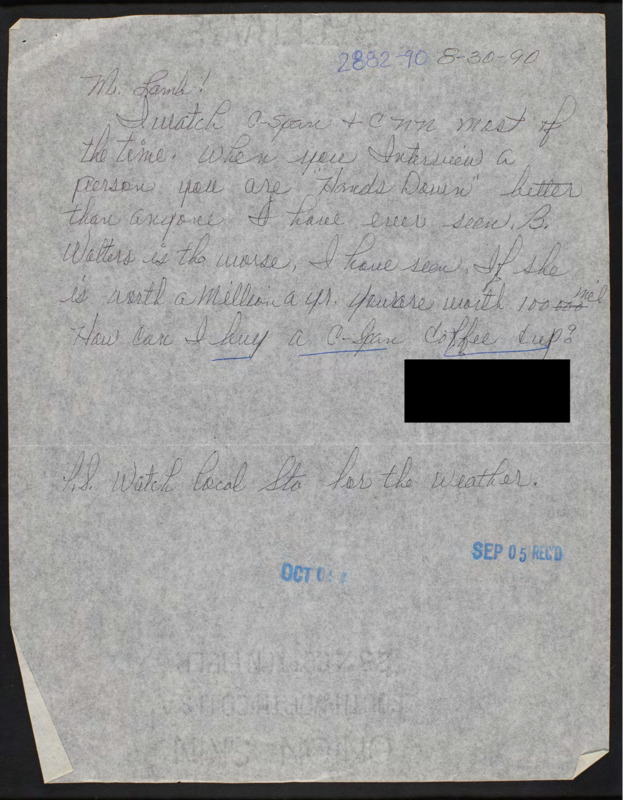 2882-90 8-30-90
Mr. Lamb!
I watch C-Span & CNN most of
the time. When you Interview a
person you are "Hands Down" better
than anyone I have ever seen. B.
Walters is the worse, I have seen. If she
is worth a Million a yr. you are worth 100 mil
How can I buy a C-Span Coffee Cup?
P.S. Watch local Sta for the weather.
SEP 05 REC'D
OCT